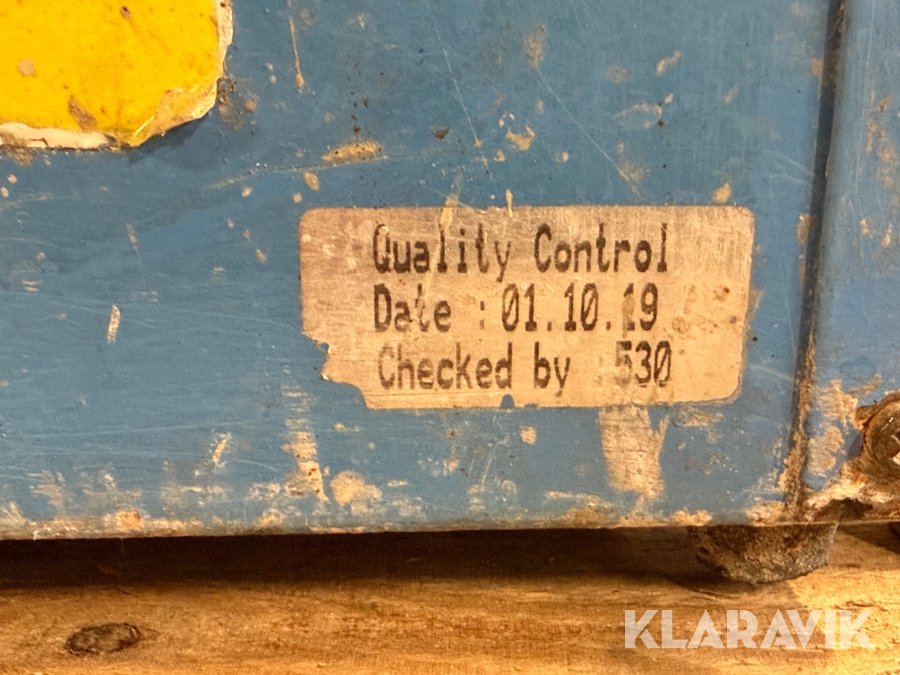 Quality Control
Date : 01.10.19
Checked by :530
KLARAVIK